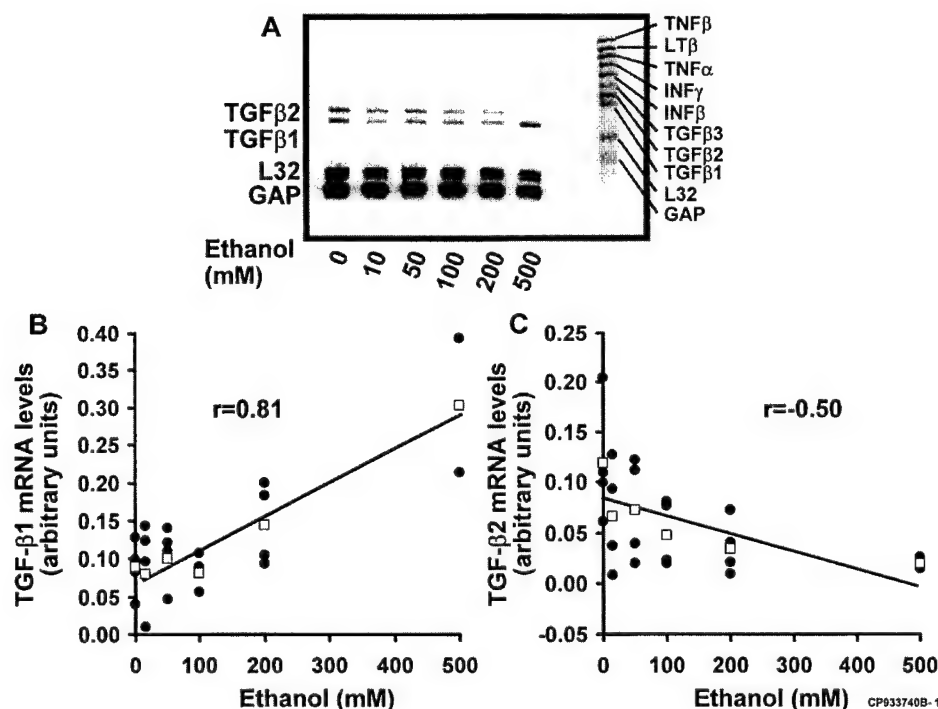 A
TGFβ2
TGFβ1
L32
GAP
TNFβ
LTβ
TNFα
INFγ
INFβ
TGFβ3
TGFβ2
TGFβ1
L32
GAP
Ethanol
(mM)
0 10 50 100 200 500
B
TGF-β1 mRNA levels
(arbitrary units)
0.40
0.35
0.30
0.25
0.20
0.15
0.10
0.05
0.00
r=0.81
0 100 200 300 400 500
Ethanol (mM)
C
TGF-β2 mRNA levels
(arbitrary units)
0.25
0.20
0.15
0.10
0.05
0.00
-0.05
r=-0.50
0 100 200 300 400 500
Ethanol (mM)
CP933740B-1